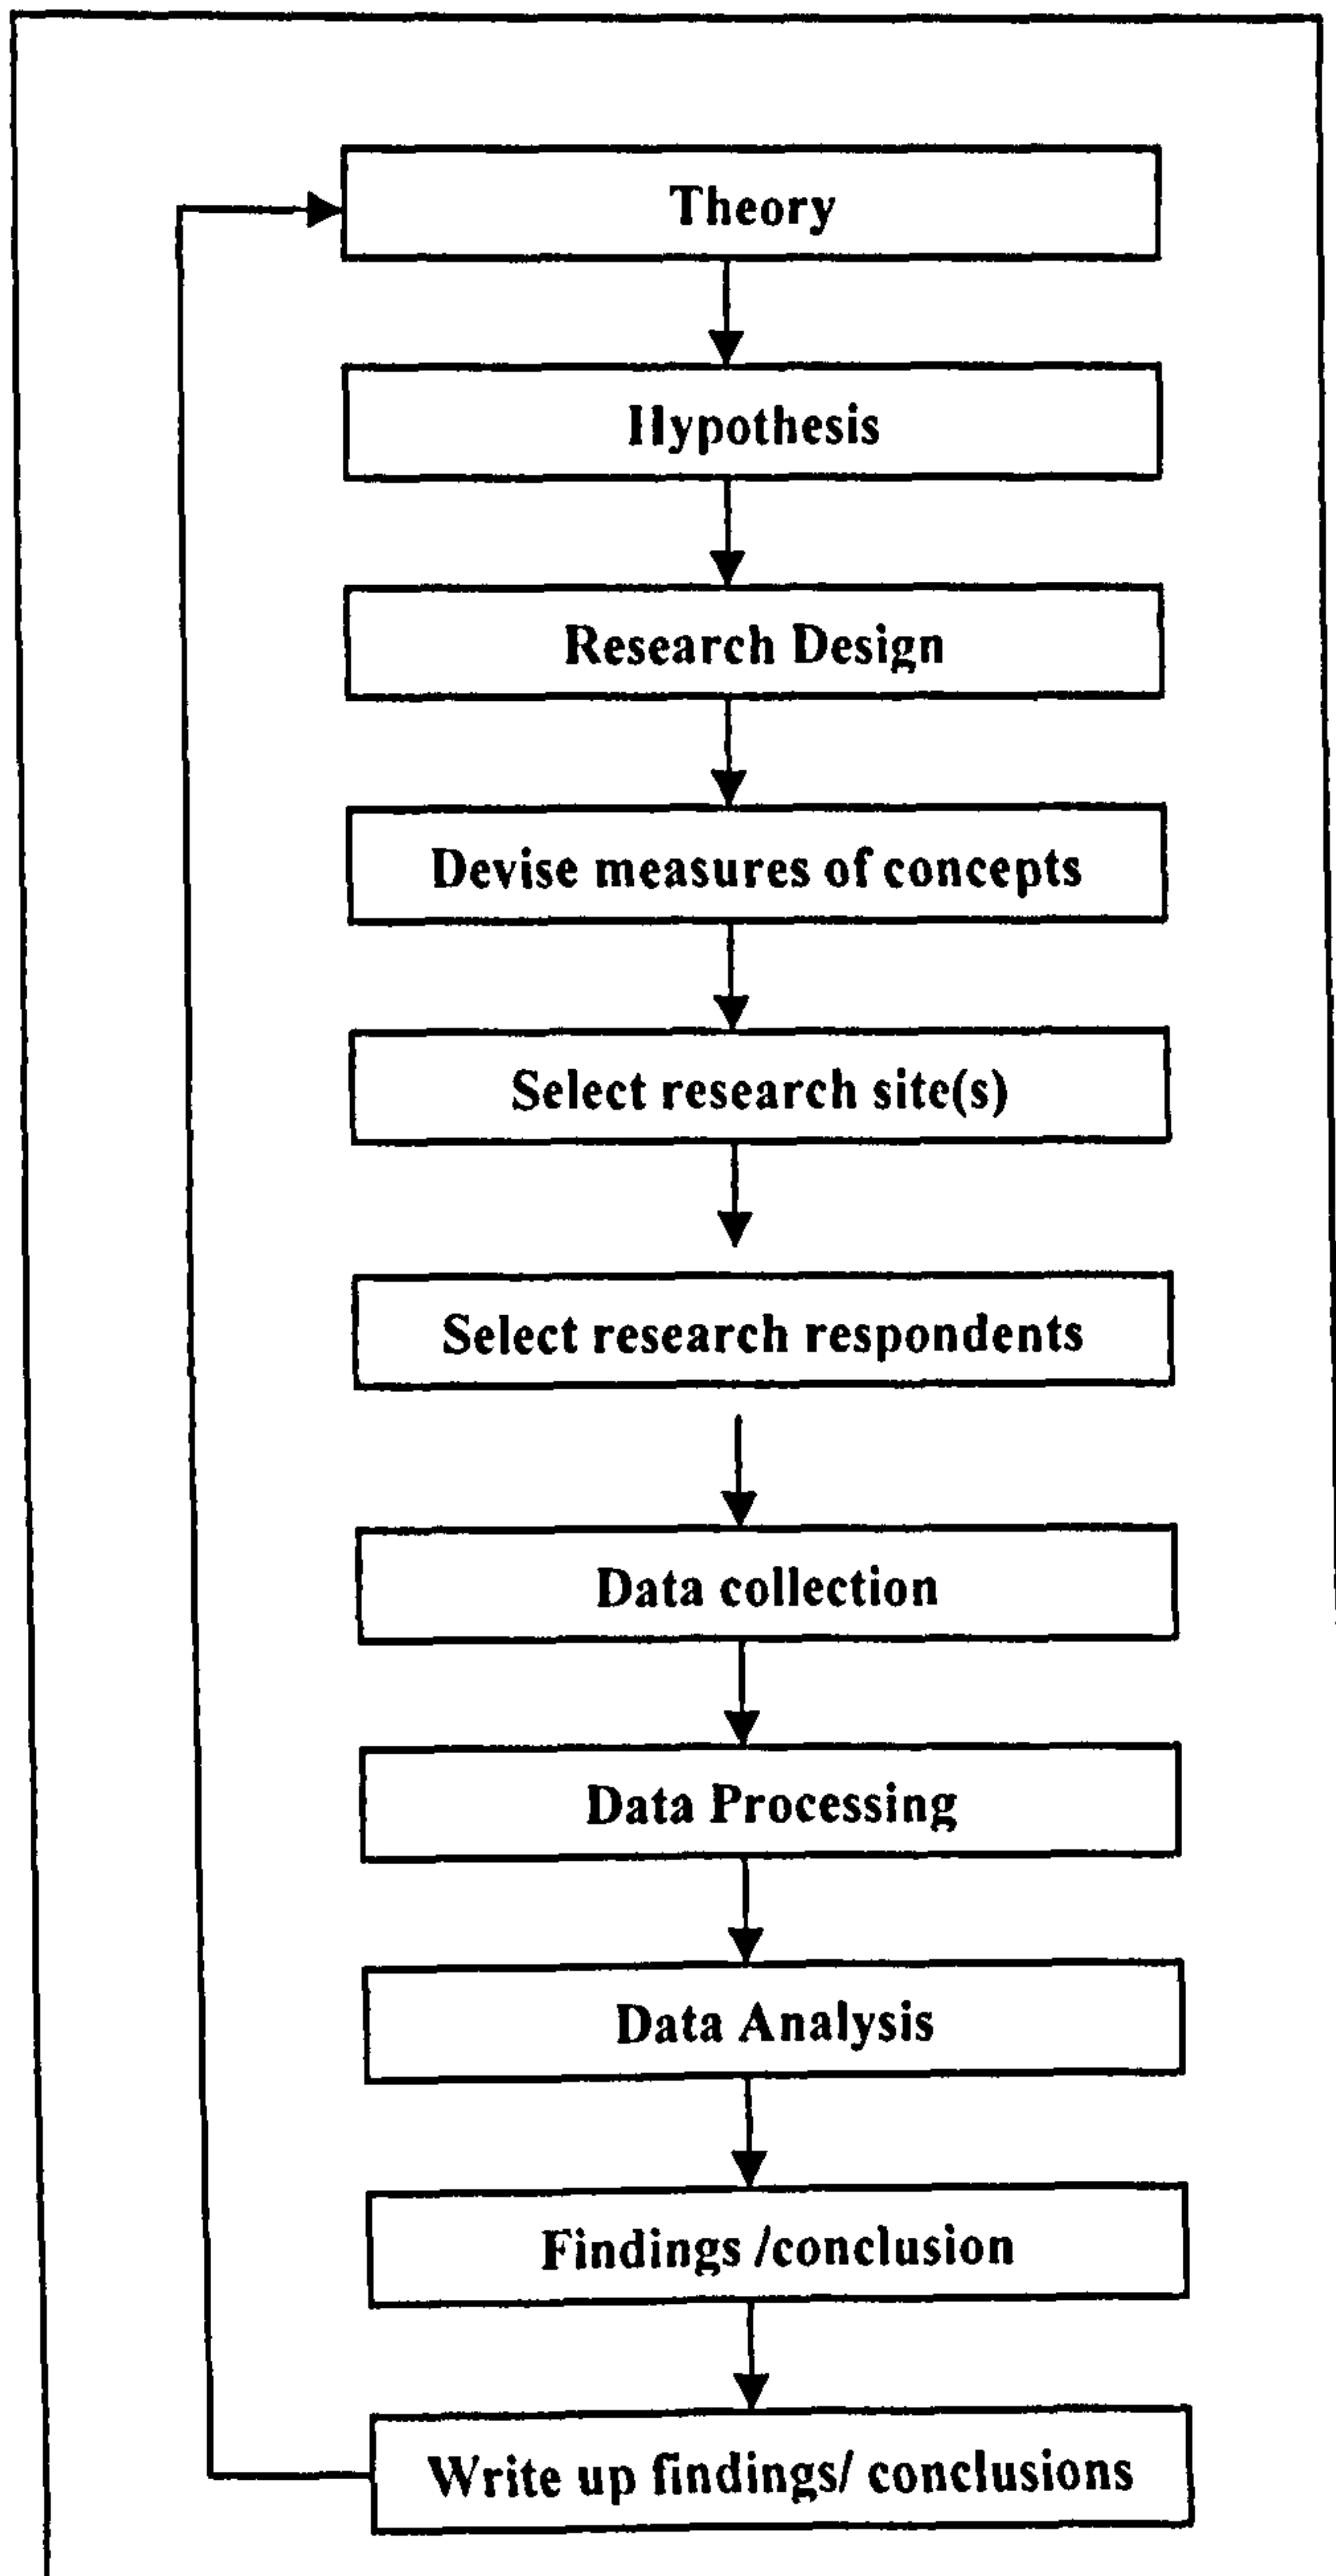 Theory
Hypothesis
Research Design
Devise measures of concepts
Select research site(s)
Select research respondents
Data collection
Data Processing
Data Analysis
Findings /conclusion
Write up findings/ conclusions